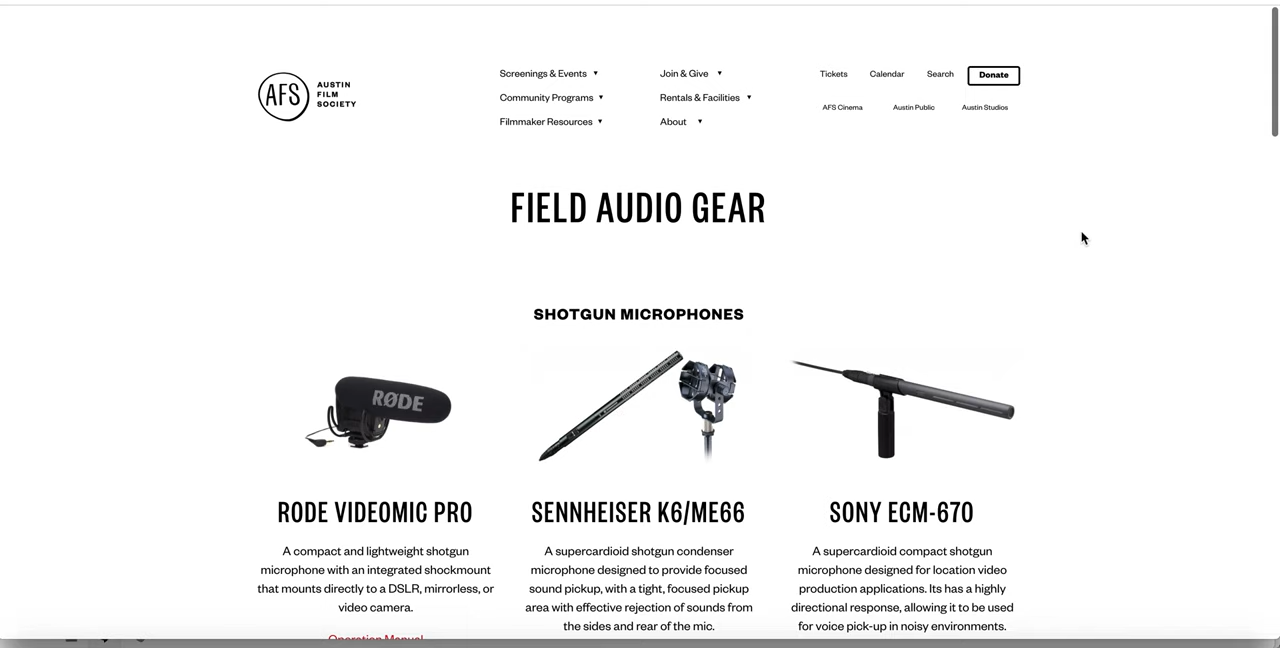 AFS
AUSTIN
FILM
SOCIETY
Screenings & Events ▼
Community Programs ▼
Filmmaker Resources ▼
Join & Give ▼
Rentals & Facilities ▼
About ▼
Tickets Calendar Search Donate
AFS Cinema Austin Public Austin Studios
FIELD AUDIO GEAR
SHOTGUN MICROPHONES
RØDE
RODE VIDEOMIC PRO
A compact and lightweight shotgun
microphone with an integrated shockmount
that mounts directly to a DSLR, mirrorless, or
video camera.
Operation Manual
SENNHEISER K6/ME66
A supercardioid shotgun condenser
microphone designed to provide focused
sound pickup, with a tight, focused pickup
area with effective rejection of sounds from
the sides and rear of the mic.
SONY ECM-670
A supercardioid compact shotgun
microphone designed for location video
production applications. Its has a highly
directional response, allowing it to be used
for voice pick-up in noisy environments.